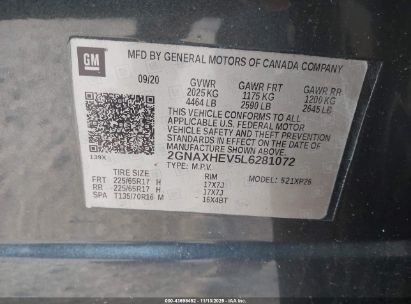 GM
MFD BY GENERAL MOTORS OF CANADA COMPANY
09/20 GVWR GAWR FRT GAWR RR
2025 KG 1175 KG 1200 KG
4464 LB 2590 LB 2645 LB
THIS VEHICLE CONFORMS TO ALL
APPLICABLE U.S. FEDERAL MOTOR
VEHICLE SAFETY AND THEFT PREVENTION
STANDARDS IN EFFECT ON THE DATE OF
MANUFACTURE SHOWN ABOVE.
139X 2GNAXHEV5L6281072
TYPE: M.P.V. MODEL: 521XP26
TIRE SIZE RIM
FRT 225/65R17 H 17X7J
RR 225/65R17 H 17X7J
SPA T135/70R16 M 16X4BT